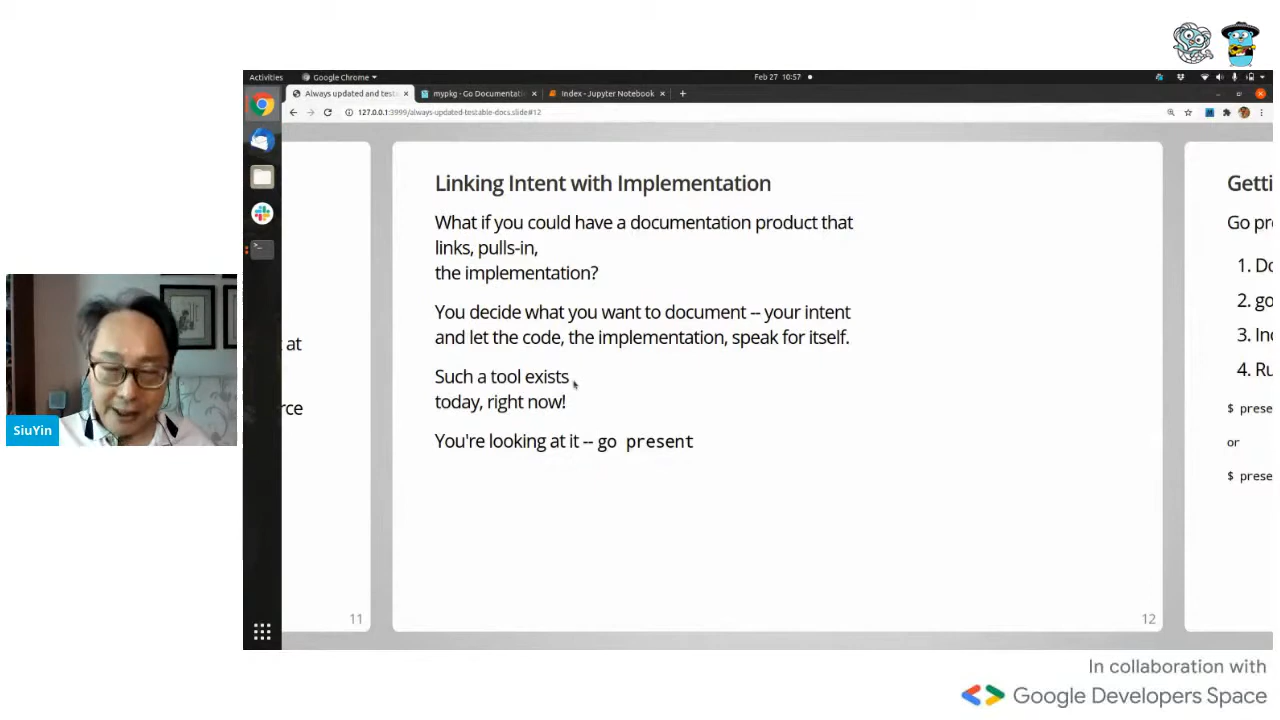 Activities
Google Chrome
Feb 27 10:57
Always updated and test
mypkg - Go Documentati
Index - Jupyter Notebook
127.0.0.1:3999/always-updated-testable-docs.slide#12
at
rce
11
Linking Intent with Implementation
What if you could have a documentation product that
links, pulls-in,
the implementation?
You decide what you want to document -- your intent
and let the code, the implementation, speak for itself.
Such a tool exists
today, right now!
You're looking at it -- go present
12
Getti
Go pr
1. Do
2. go
3. In
4. Ru
$ prese
or
$ prese
SiuYin
In collaboration with
Google Developers Space